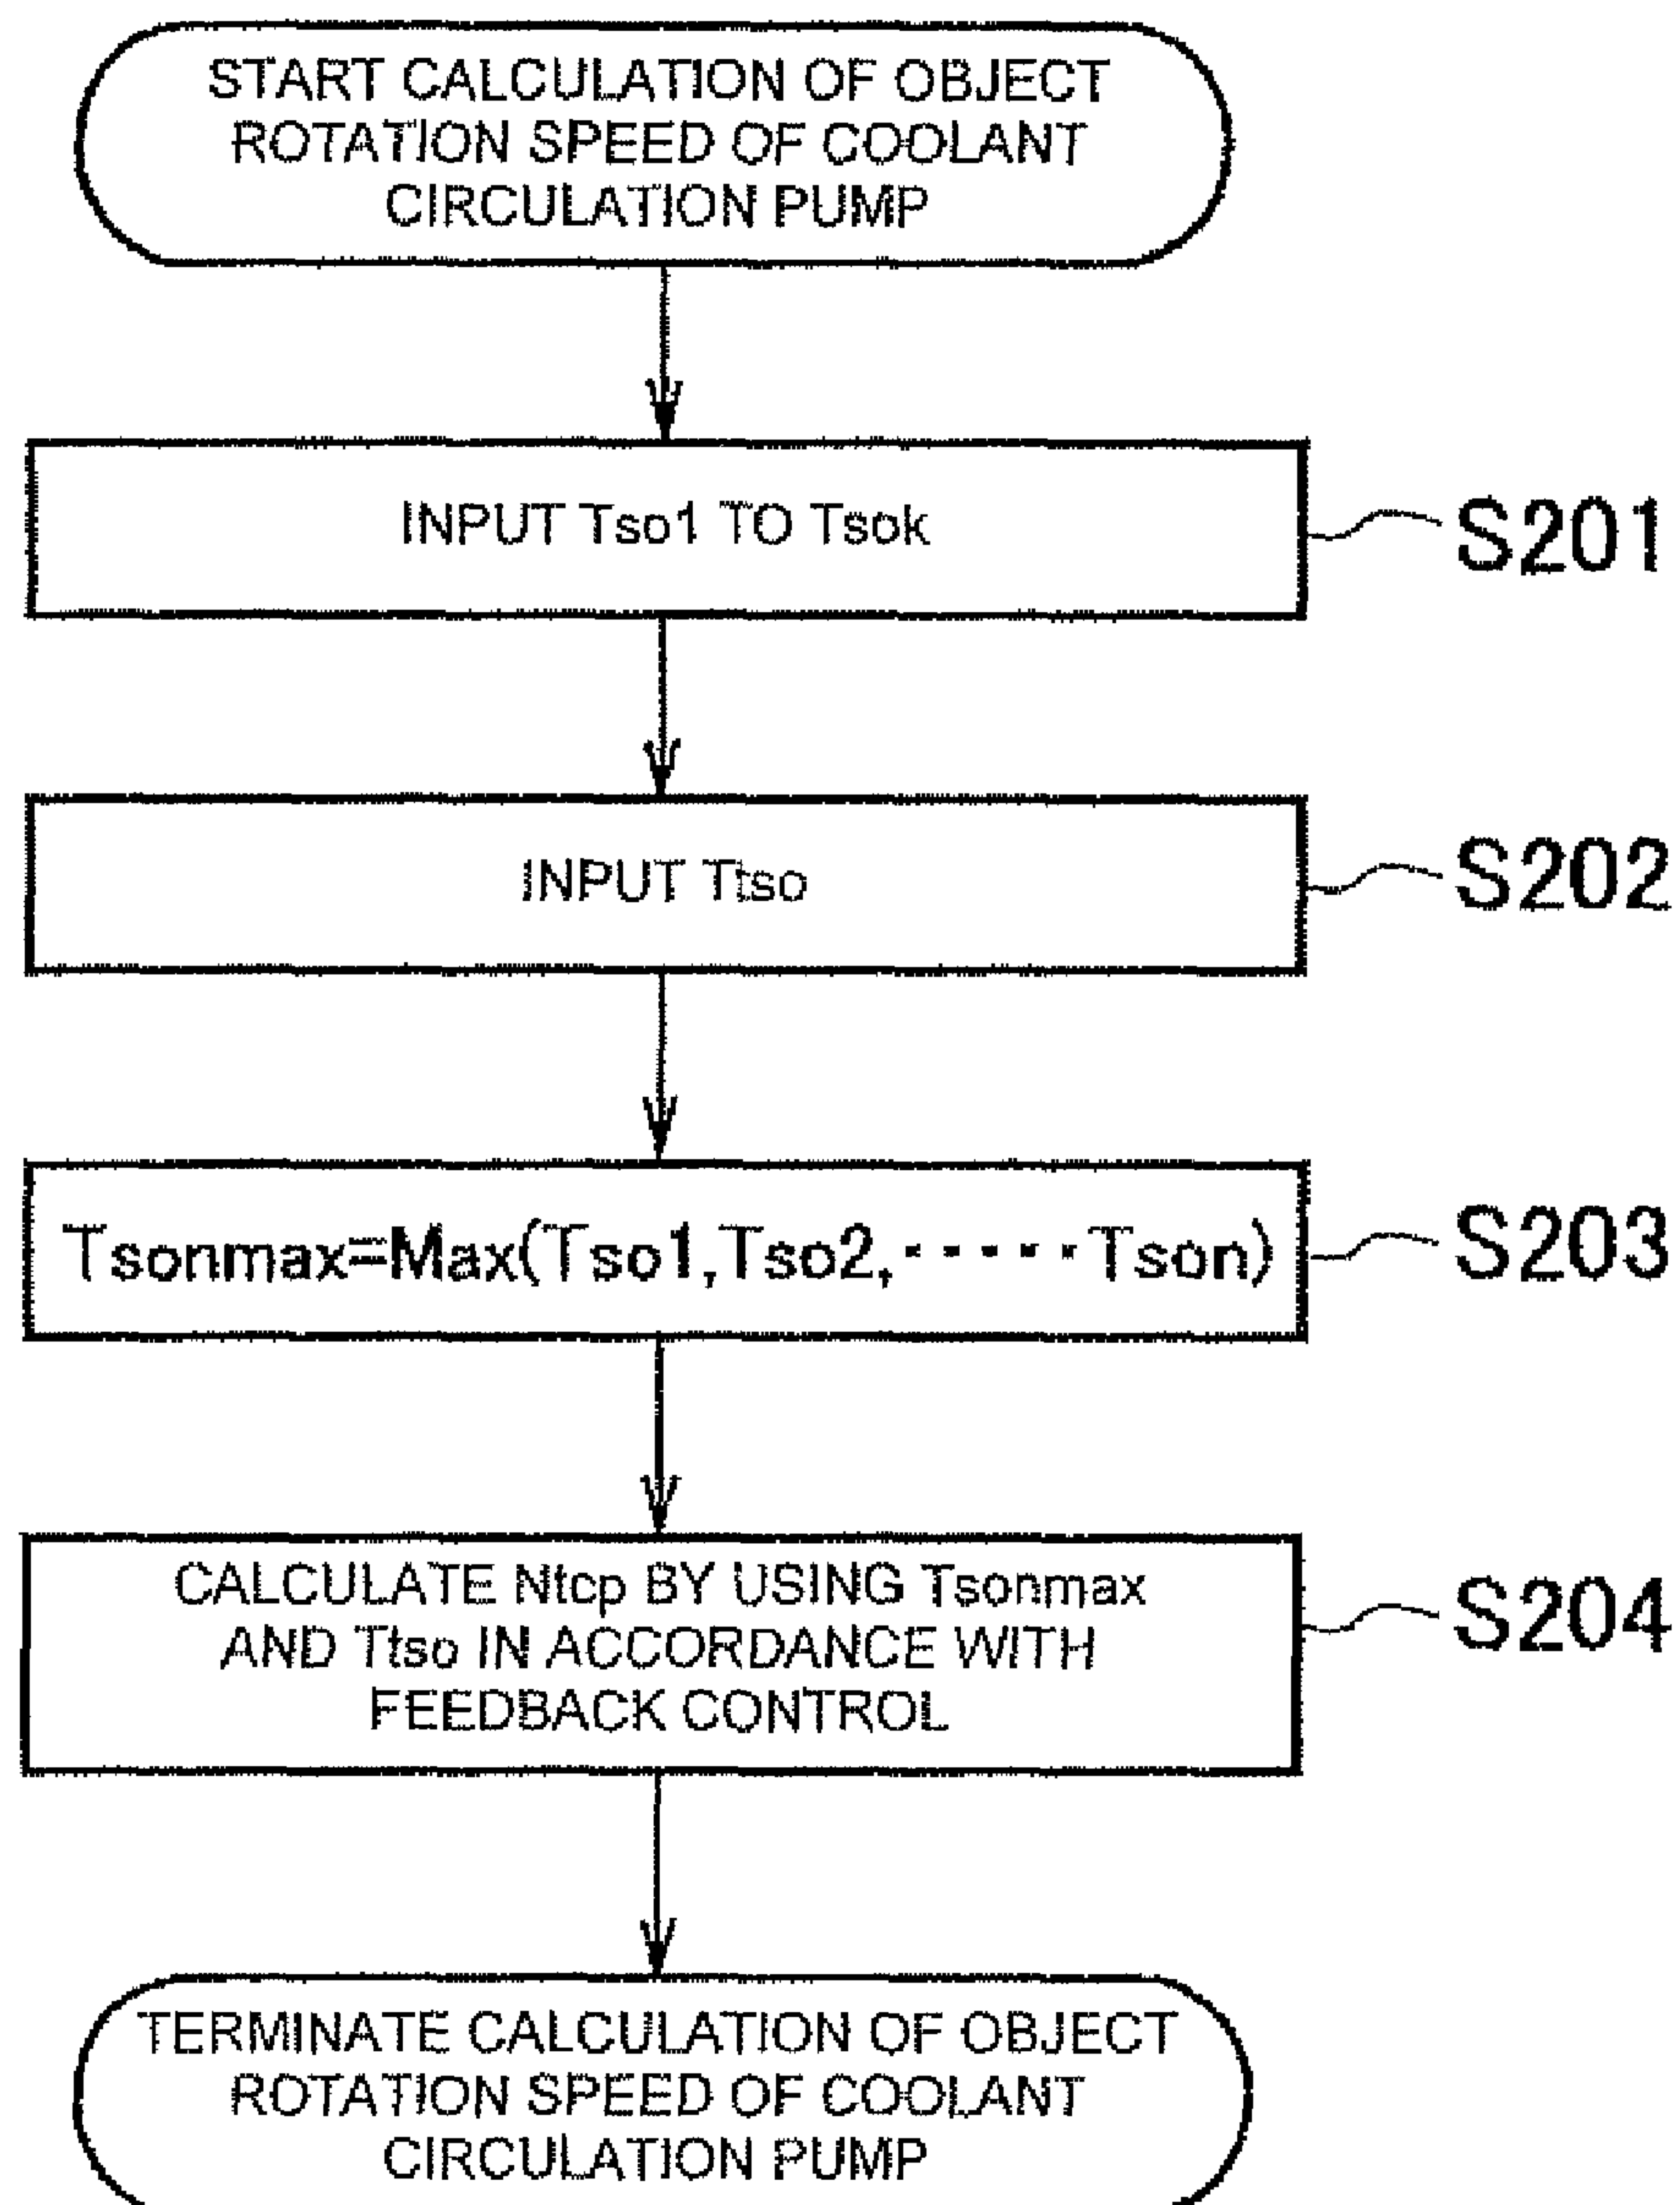 START CALCULATION OF OBJECT
ROTATION SPEED OF COOLANT
CIRCULATION PUMP
INPUT Tso1 TO Tsok
S201
INPUT Ttso
S202
Tsonmax=Max(Tso1,Tso2,·····Tson)
S203
CALCULATE Ntcp BY USING Tsonmax
AND Ttso IN ACCORDANCE WITH
FEEDBACK CONTROL
S204
TERMINATE CALCULATION OF OBJECT
ROTATION SPEED OF COOLANT
CIRCULATION PUMP